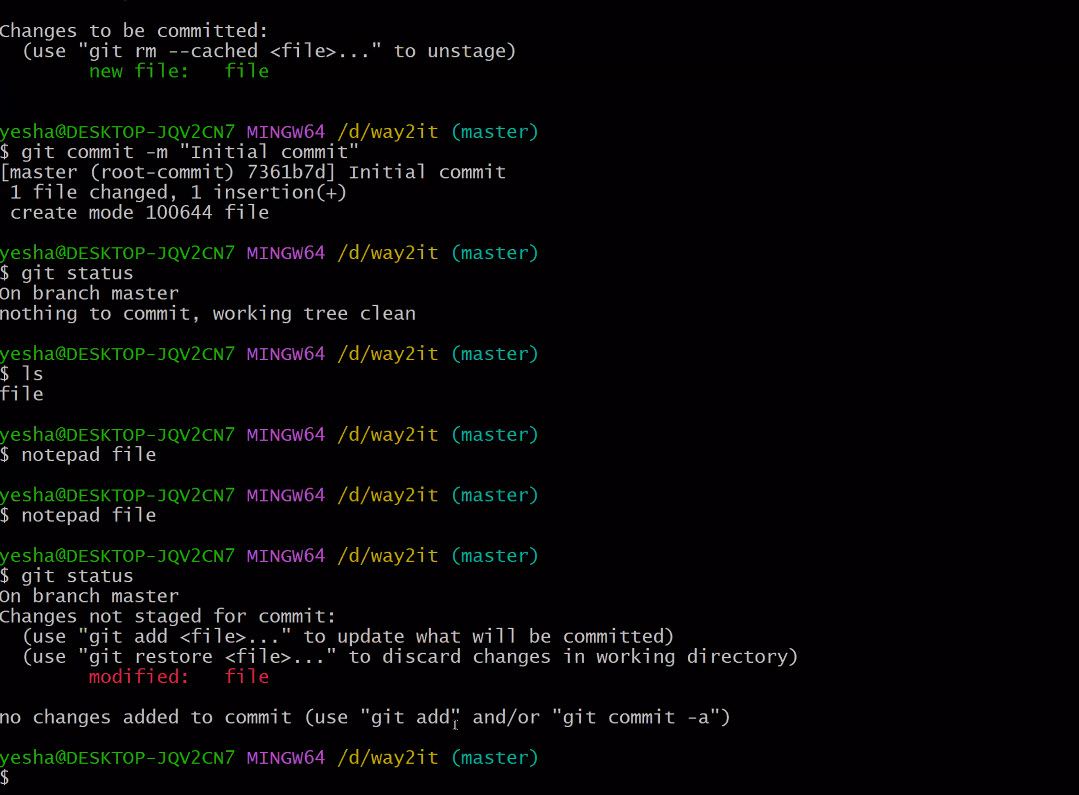 Changes to be committed:
  (use "git rm --cached <file>..." to unstage)
        new file:   file
yesha@DESKTOP-JQV2CN7 MINGW64 /d/way2it (master)
$ git commit -m "Initial commit"
[master (root-commit) 7361b7d] Initial commit
 1 file changed, 1 insertion(+)
 create mode 100644 file
yesha@DESKTOP-JQV2CN7 MINGW64 /d/way2it (master)
$ git status
On branch master
nothing to commit, working tree clean
yesha@DESKTOP-JQV2CN7 MINGW64 /d/way2it (master)
$ ls
file
yesha@DESKTOP-JQV2CN7 MINGW64 /d/way2it (master)
$ notepad file
yesha@DESKTOP-JQV2CN7 MINGW64 /d/way2it (master)
$ notepad file
yesha@DESKTOP-JQV2CN7 MINGW64 /d/way2it (master)
$ git status
On branch master
Changes not staged for commit:
  (use "git add <file>..." to update what will be committed)
  (use "git restore <file>..." to discard changes in working directory)
        modified:   file
no changes added to commit (use "git add" and/or "git commit -a")
yesha@DESKTOP-JQV2CN7 MINGW64 /d/way2it (master)
$